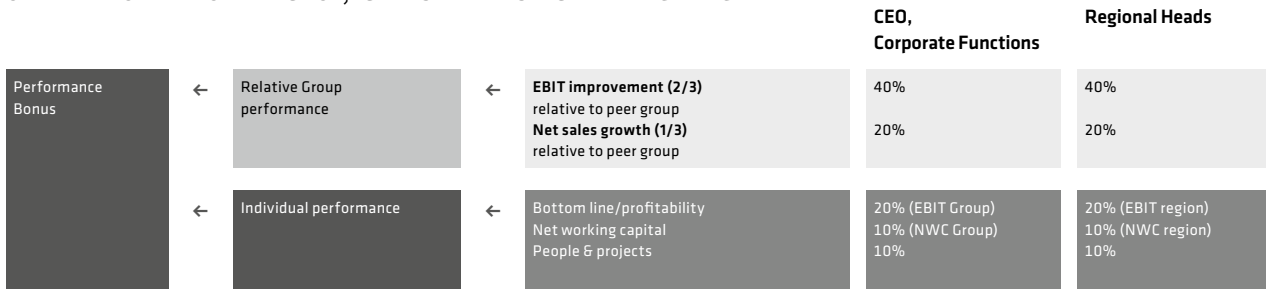 CEO,
Corporate Functions
Regional Heads
Performance
Bonus
←
Relative Group
performance
←
EBIT improvement (2/3)
relative to peer group
Net sales growth (1/3)
relative to peer group
40%
20%
40%
20%
←
Individual performance
←
Bottom line/profitability
Net working capital
People & projects
20% (EBIT Group)
10% (NWC Group)
10%
20% (EBIT region)
10% (NWC region)
10%